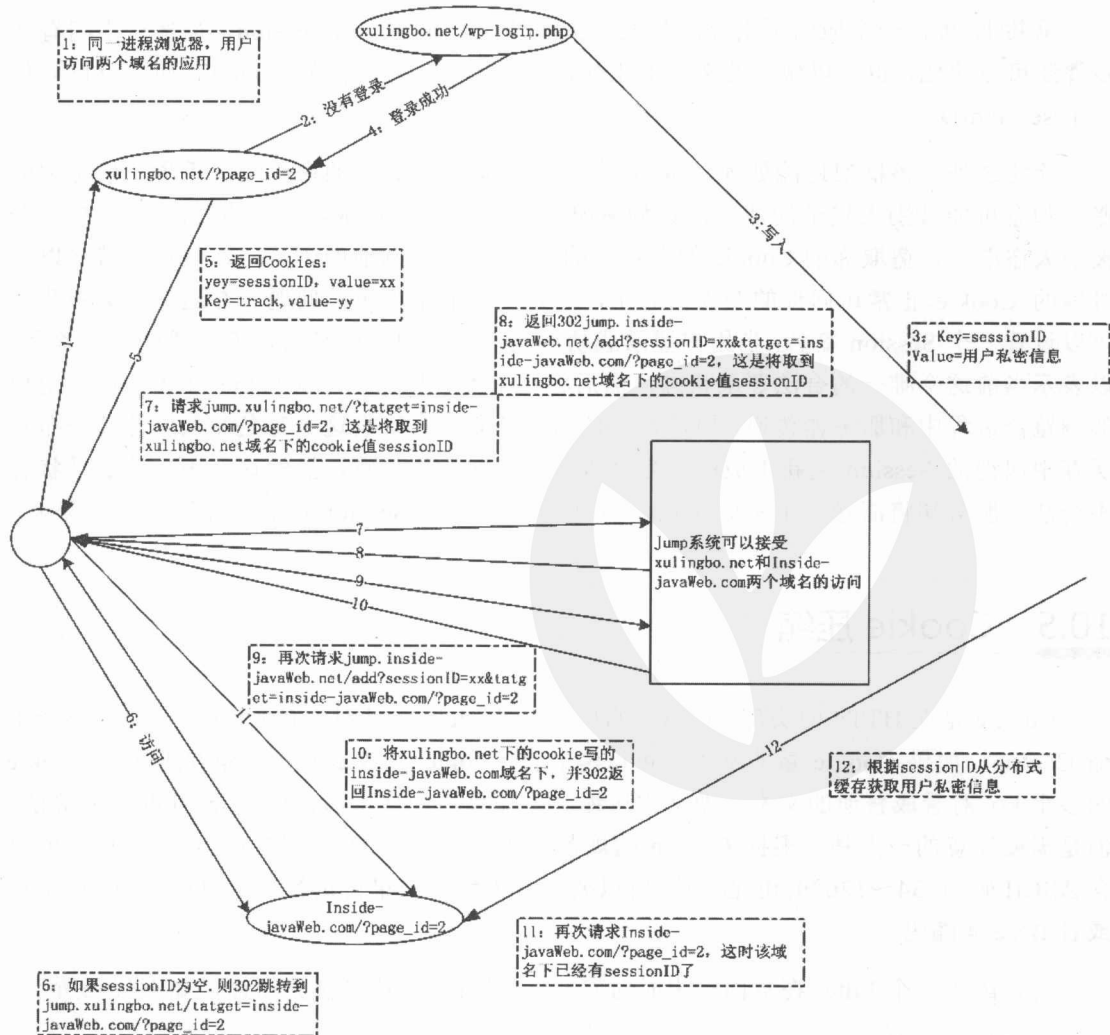 xulingbo.net/wp-login.php
1: 同一进程浏览器, 用户
访问两个域名的应用
2: 没有登录
4: 登录成功
xulingbo.net/?page_id=2
3:写入
5: 返回Cookies:
yey=sessionID, value=xx
Key=track,value=yy
1
5
8: 返回302jump.inside-
javaWeb.net/add?sessionID=xx&tatget=ins
ide-javaWeb.com/?page_id=2, 这是将取到
xulingbo.net域名下的cookie值sessionID
3: Key=sessionID
Value=用户私密信息
7: 请求jump.xulingbo.net/?tatget=inside-
javaWeb.com/?page_id=2, 这是将取到
xulingbo.net域名下的cookie值sessionID
7
8
9
10
Jump系统可以接受
xulingbo.net和Inside-
javaWeb.com两个域名的访问
9: 再次请求jump.inside-
javaWeb.net/add?sessionID=xx&tatg
et=inside-javaWeb.com/?page_id=2
6: 访问
11
12
10: 将xulingbo.net下的cookie写的
inside-javaWeb.com域名下, 并302返
回Inside-javaWeb.com/?page_id=2
12: 根据sessionID从分布式
缓存获取用户私密信息
Inside-
javaWeb.com/?page_id=2
11: 再次请求Inside-
javaWeb.com/?page_id=2, 这时该域
名下已经有sessionID了
6: 如果sessionID为空.则302跳转到
jump.xulingbo.net/tatget=inside-
javaWeb.com/?page_id=2